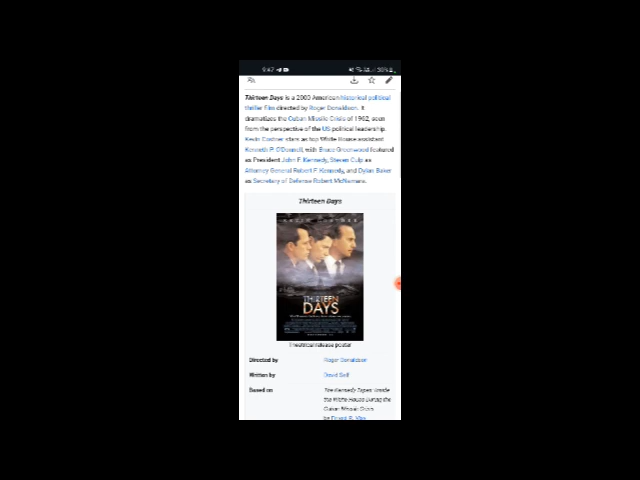 Thirteen Days is a 2000 American historical political
thriller film directed by Roger Donaldson. It
dramatizes the Cuban Missile Crisis of 1962, seen
from the perspective of the US political leadership.
Kevin Costner stars as top White House assistant
Kenneth P. O'Donnell, with Bruce Greenwood featured
as President John F. Kennedy, Steven Culp as
Attorney General Robert F. Kennedy, and Dylan Baker
as Secretary of Defense Robert McNamara.
Thirteen Days
THIRTEEN
DAYS
Theatrical release poster
Directed by
Roger Donaldson
Written by
David Self
Based on
The Kennedy Tapes: Inside
the White House During the
Cuban Missile Crisis
by Ernest R. May